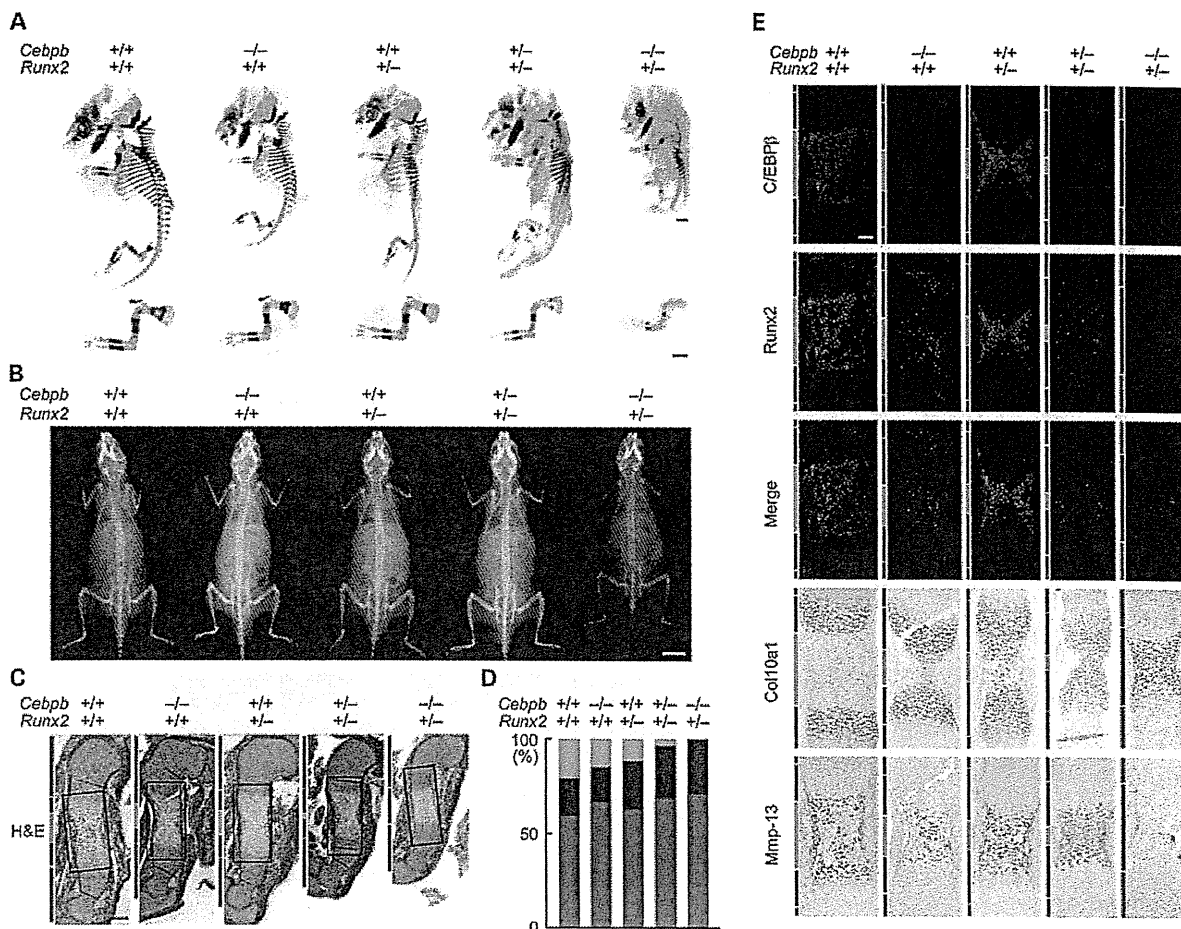 A
Cebpb +/+ –/– +/+ +/– –/–
Runx2 +/+ +/+ +/– +/– +/–
B
Cebpb +/+ –/– +/+ +/– –/–
Runx2 +/+ +/+ +/– +/– +/–
C
Cebpb +/+ –/– +/+ +/– –/–
Runx2 +/+ +/+ +/– +/– +/–
H&E
D
Cebpb +/+ –/– +/+ +/– –/–
Runx2 +/+ +/+ +/– +/– +/–
100
(%)
50
0
E
Cebpb +/+ –/– +/+ +/– –/–
Runx2 +/+ +/+ +/– +/– +/–
C/EBPβ
Runx2
Merge
Col10a1
Mmp-13